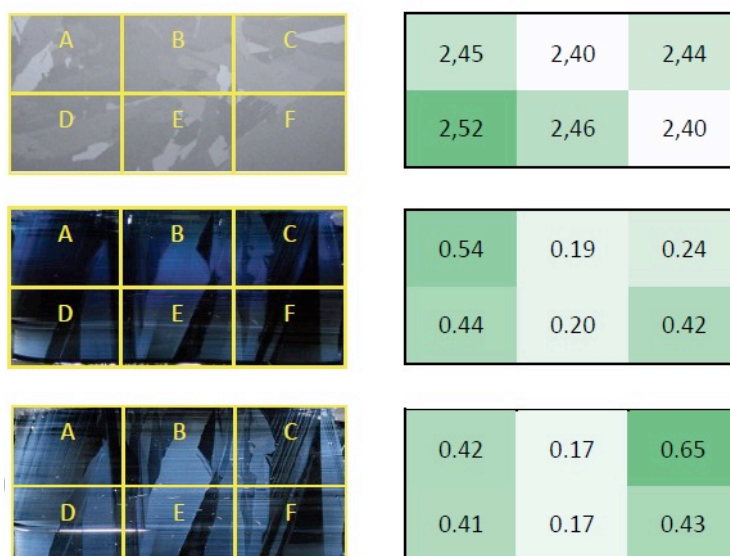 A B C 2,45 2,40 2,44
D E F 2,52 2,46 2,40
A B C 0.54 0.19 0.24
D E F 0.44 0.20 0.42
A B C 0.42 0.17 0.65
D E F 0.41 0.17 0.43